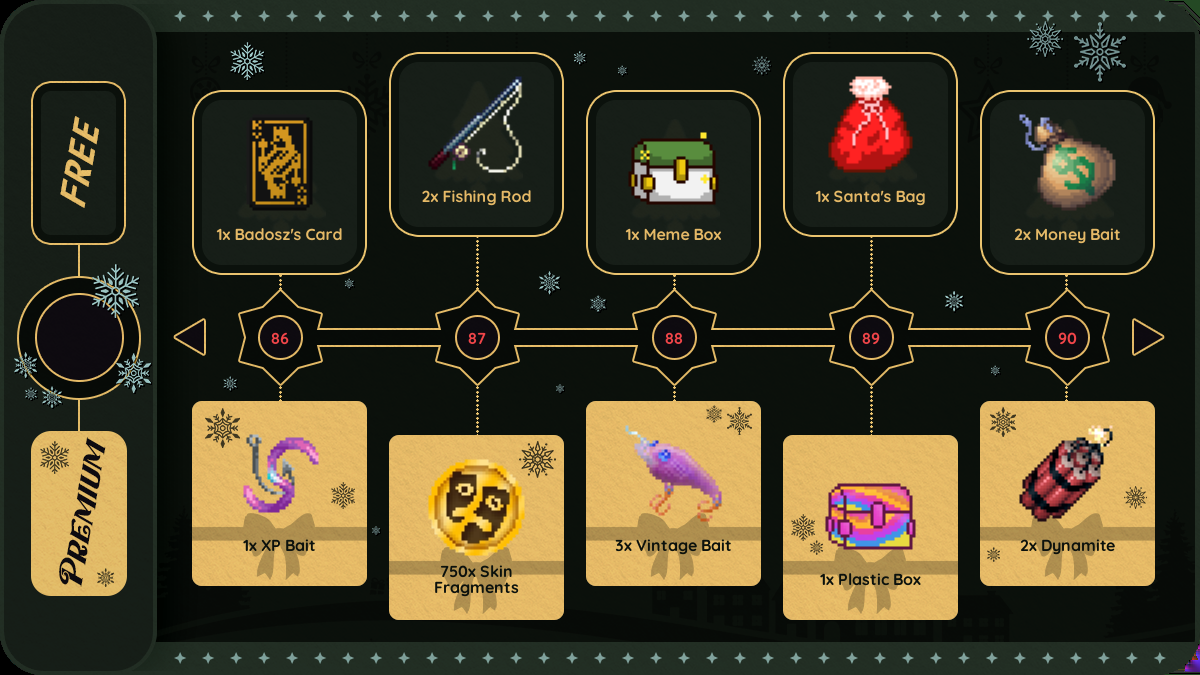 FREE
1x Badosz's Card
2x Fishing Rod
1x Meme Box
1x Santa's Bag
2x Money Bait
86
87
88
89
90
PREMIUM
1x XP Bait
750x Skin
Fragments
3x Vintage Bait
1x Plastic Box
2x Dynamite